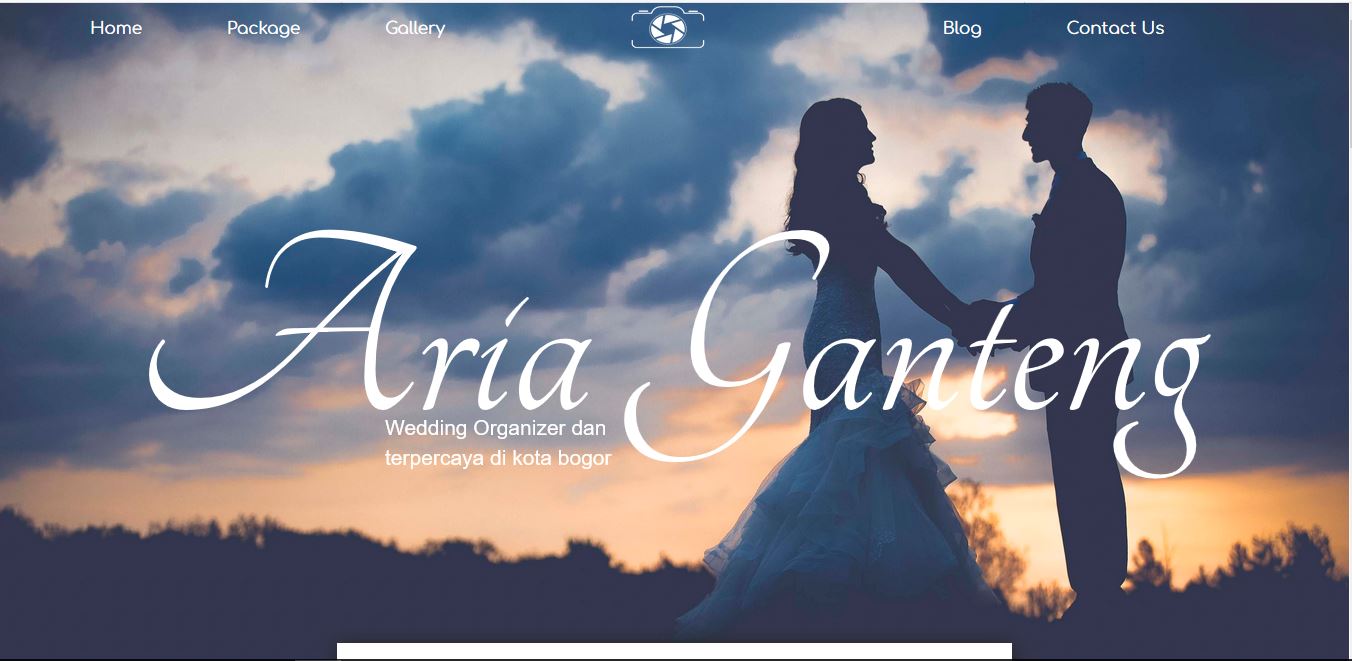 Home
Package
Gallery
Blog
Contact Us
Aria Ganteng
Wedding Organizer dan
terpercaya di kota bogor